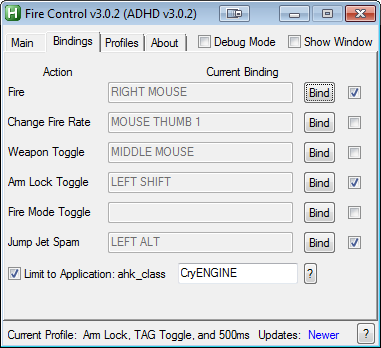 Fire Control v3.0.2 (ADHD v3.0.2)
Main Bindings Profiles About Debug Mode Show Window
Action Current Binding
Fire RIGHT MOUSE Bind
Change Fire Rate MOUSE THUMB 1 Bind
Weapon Toggle MIDDLE MOUSE Bind
Arm Lock Toggle LEFT SHIFT Bind
Fire Mode Toggle Bind
Jump Jet Spam LEFT ALT Bind
Limit to Application: ahk_class CryENGINE ?
Current Profile: Arm Lock, TAG Toggle, and 500ms Updates: Newer ?